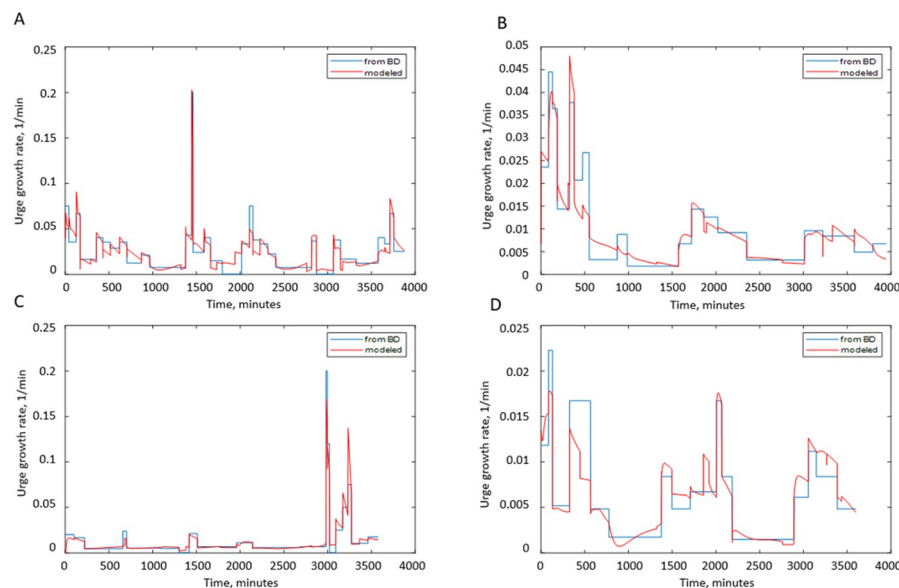 A
Urge growth rate, 1/min
0.25
0.2
0.15
0.1
0.05
0
0 500 1000 1500 2000 2500 3000 3500 4000
Time, minutes
from BD
modeled
B
Urge growth rate, 1/min
0.05
0.045
0.04
0.035
0.03
0.025
0.02
0.015
0.01
0.005
0
0 500 1000 1500 2000 2500 3000 3500 4000
Time, minutes
from BD
modeled
C
Urge growth rate, 1/min
0.25
0.2
0.15
0.1
0.05
0
0 500 1000 1500 2000 2500 3000 3500 4000
Time, minutes
from BD
modeled
D
Urge growth rate, 1/min
0.025
0.02
0.015
0.01
0.005
0
0 500 1000 1500 2000 2500 3000 3500 4000
Time, minutes
from BD
modeled